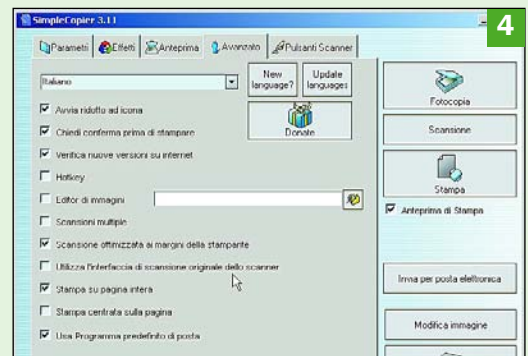 SimpleCopier 3.11
4
Parametri Effetti Anteprima Avanzato Pulsanti Scanner
Italiano
New language?
Update languages
Donate
Avvia ridotto ad icona
Chiedi conferma prima di stampare
Verifica nuove versioni su internet
Hotkey
Editor di immagini
Scansioni multiple
Scansione ottimizzata ai margini della stampante
Utilizza l'interfaccia di scansione originale dello scanner
Stampa su pagina intera
Stampa centrata sulla pagina
Usa Programma predefinito di posta
Fotocopia
Scansione
Stampa
Anteprima di Stampa
Invia per posta elettronica
Modifica immagine